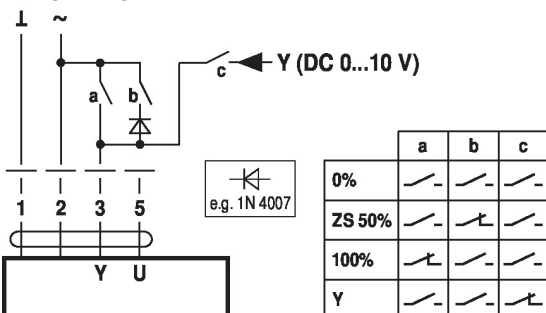 ⊥ ~
a b c Y (DC 0...10 V)
1 2 3 5
Y U
e.g. 1N 4007
a b c
0%
ZS 50%
100%
Y